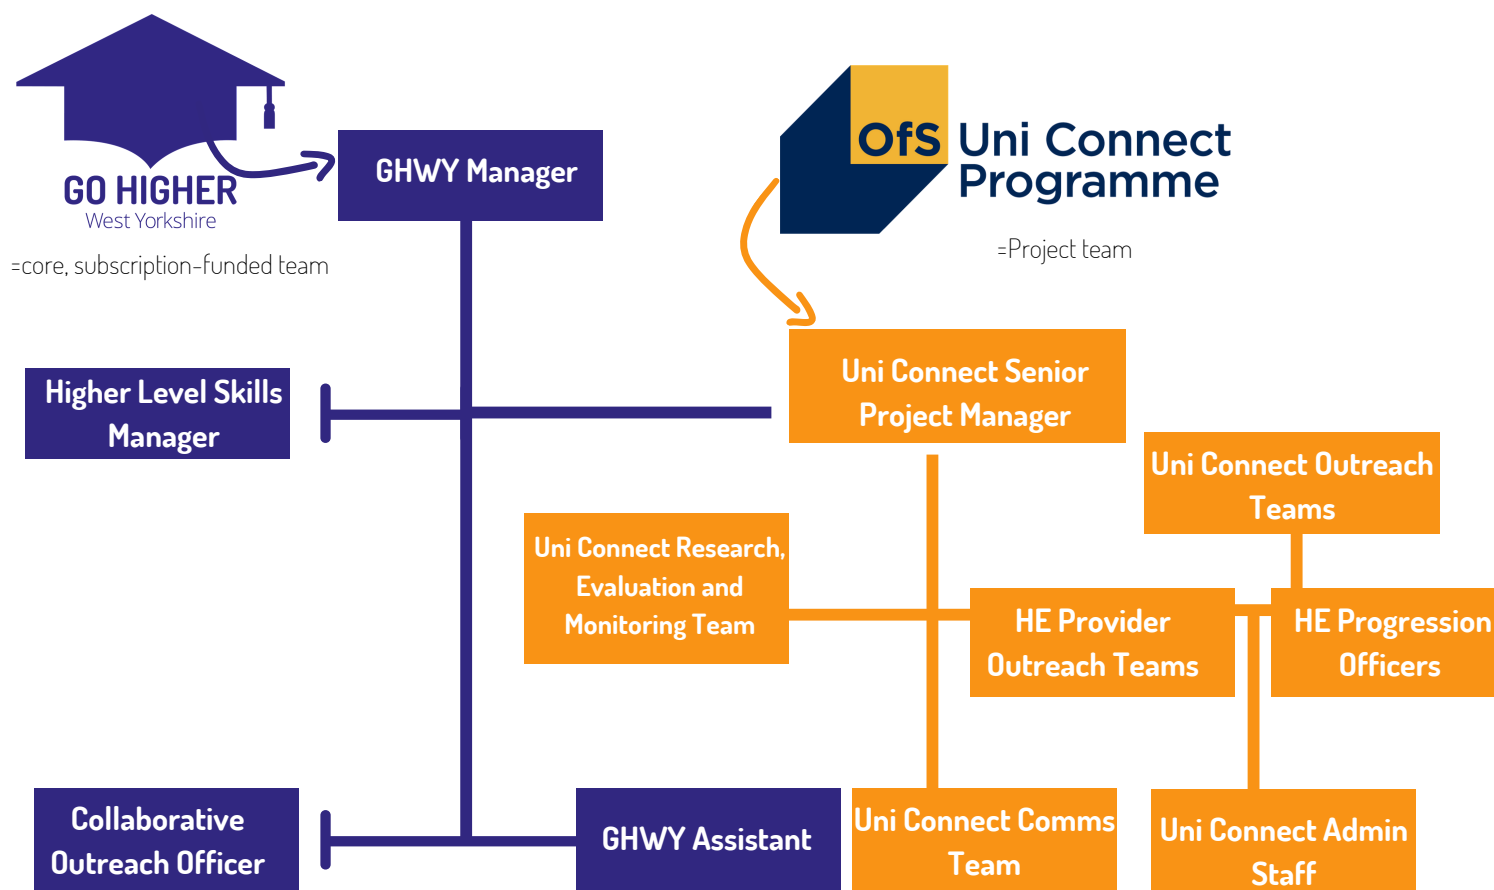 GO HIGHER
West Yorkshire
=core, subscription-funded team
GHWY Manager
OfS Uni Connect
Programme
=Project team
Higher Level Skills
Manager
Uni Connect Senior
Project Manager
Uni Connect Outreach
Teams
Uni Connect Research,
Evaluation and
Monitoring Team
HE Provider
Outreach Teams
HE Progression
Officers
Collaborative
Outreach Officer
GHWY Assistant
Uni Connect Comms
Team
Uni Connect Admin
Staff